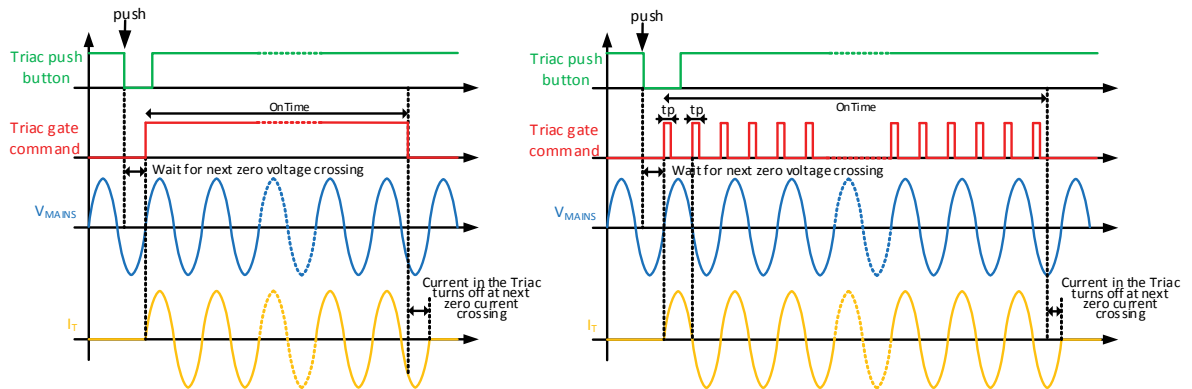 push
Triac push
button
OnTime
Triac gate
command
Wait for next zero voltage crossing
VMAINS
Current in the Triac
turns off at next
zero current
crossing
IT
push
Triac push
button
OnTime
tp
tp
Triac gate
command
Wait for next zero voltage crossing
VMAINS
Current in the Triac
turns off at next
zero current
crossing
IT